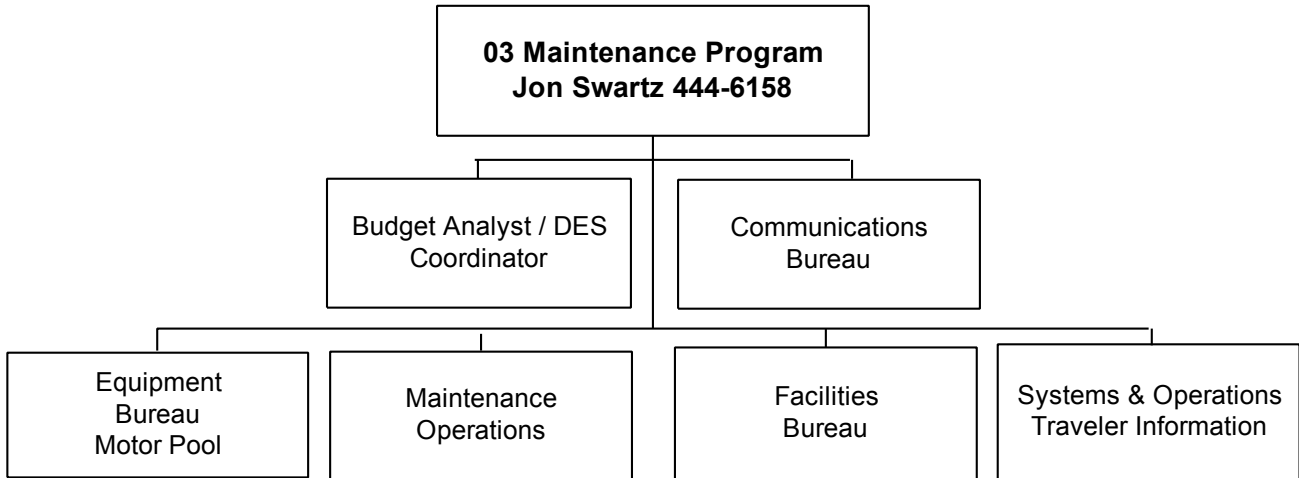 03 Maintenance Program
Jon Swartz 444-6158
Budget Analyst / DES
Coordinator
Communications
Bureau
Equipment
Bureau
Motor Pool
Maintenance
Operations
Facilities
Bureau
Systems & Operations
Traveler Information